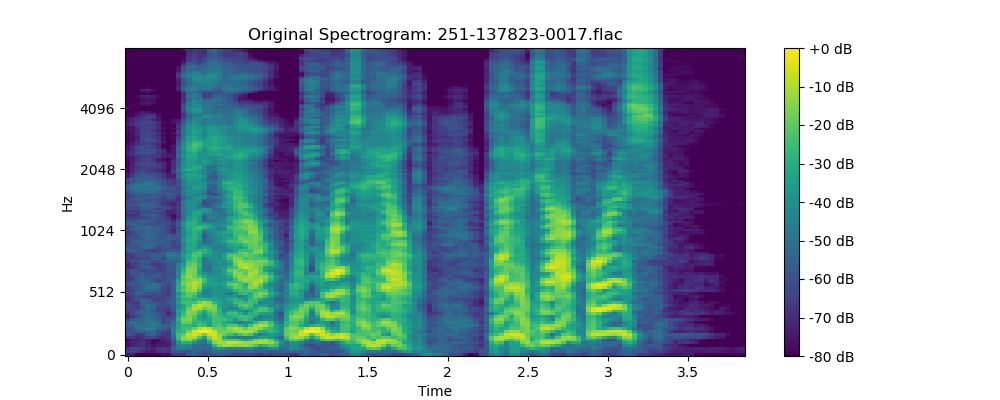 Original Spectrogram: 251-137823-0017.flac
Hz
4096
2048
1024
512
0
0
0.5
1
1.5
2
2.5
3
3.5
Time
+0 dB
-10 dB
-20 dB
-30 dB
-40 dB
-50 dB
-60 dB
-70 dB
-80 dB